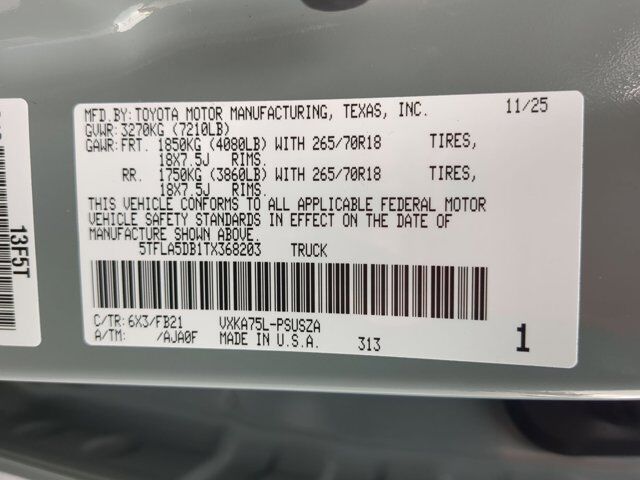 MFD.BY: TOYOTA MOTOR MANUFACTURING, TEXAS, INC. 11/25
GVWR: 3270KG (7210LB)
GAWR: FRT. 1850KG (4080LB) WITH 265/70R18 TIRES,
18X7.5J RIMS.
RR. 1750KG (3860LB) WITH 265/70R18 TIRES,
18X7.5J RIMS.
THIS VEHICLE CONFORMS TO ALL APPLICABLE FEDERAL MOTOR
VEHICLE SAFETY STANDARDS IN EFFECT ON THE DATE OF
MANUFACTURE SHOWN ABOVE.
5TFLA5DB1TX368203 TRUCK
C/TR: 6X3/FB21 VXKA75L-PSUSZA
A/TM: /AJA0F MADE IN U.S.A. 313 1
13F5T